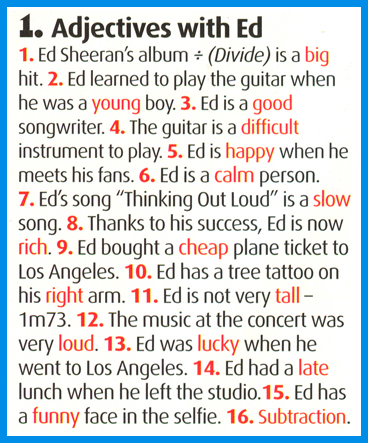 1. Adjectives with Ed
1. Ed Sheeran's album ÷ (Divide) is a big
hit. 2. Ed learned to play the guitar when
he was a young boy. 3. Ed is a good
songwriter. 4. The guitar is a difficult
instrument to play. 5. Ed is happy when he
meets his fans. 6. Ed is a calm person.
7. Ed's song "Thinking Out Loud" is a slow
song. 8. Thanks to his success, Ed is now
rich. 9. Ed bought a cheap plane ticket to
Los Angeles. 10. Ed has a tree tattoo on
his right arm. 11. Ed is not very tall –
1m73. 12. The music at the concert was
very loud. 13. Ed was lucky when he
went to Los Angeles. 14. Ed had a late
lunch when he left the studio.15. Ed has
a funny face in the selfie. 16. Subtraction.